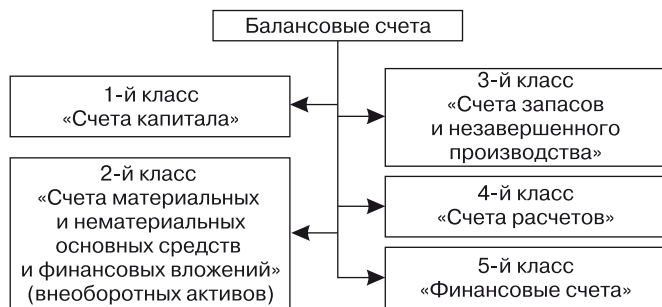 Балансовые счета
1-й класс
«Счета капитала»
2-й класс
«Счета материальных
и нематериальных
основных средств
и финансовых вложений»
(внеоборотных активов)
3-й класс
«Счета запасов
и незавершенного
производства»
4-й класс
«Счета расчетов»
5-й класс
«Финансовые счета»